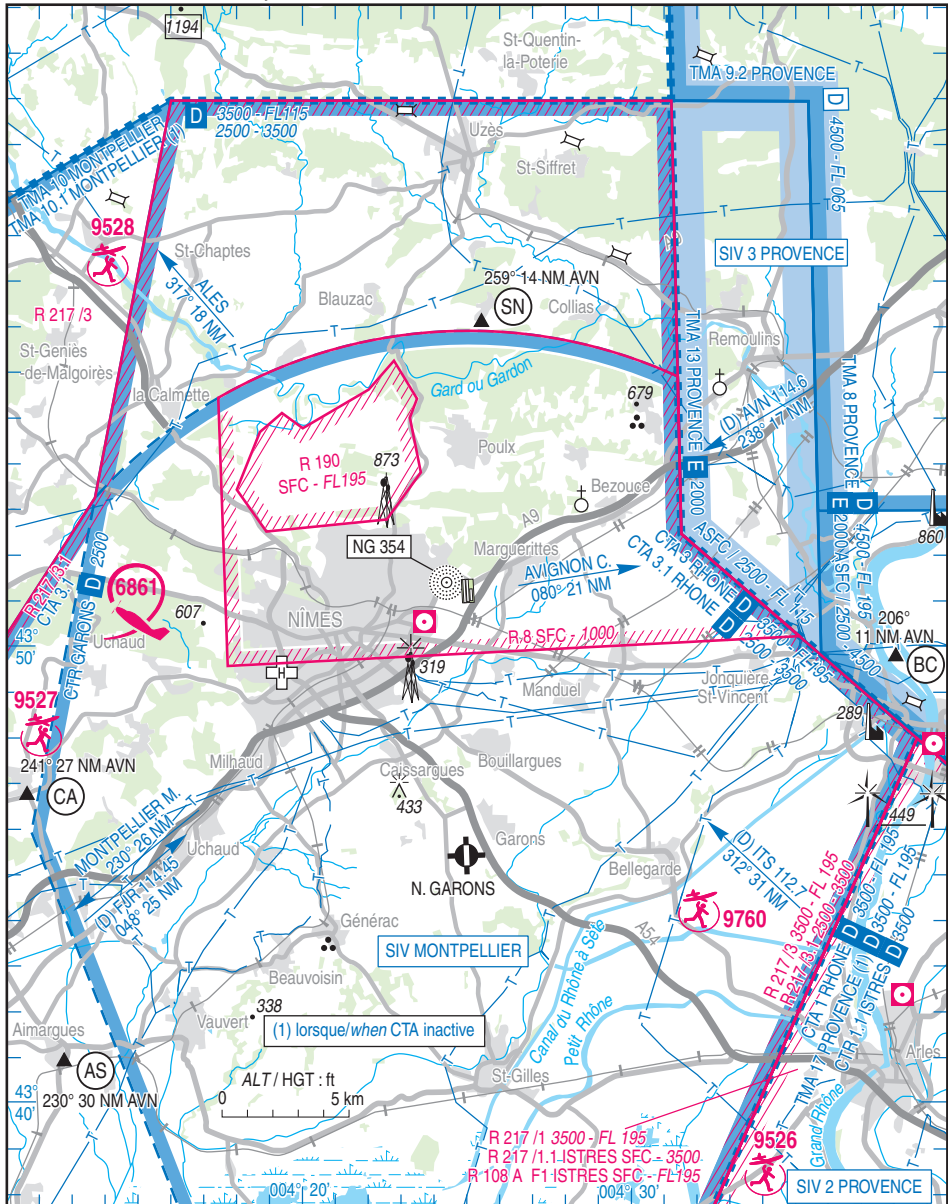 1194
St-Quentin-
la-Poterie
TMA 9.2 PROVENCE
D
3500 - FL115
2500 - 3500
D
4500 - FL 065
Uzès
TMA 10 MONTPELLIER
TMA 10.1 MONTPELLIER (1)
St-Siffret
9528
St-Chaptes
SIV 3 PROVENCE
ALES
317° 18 NM
259° 14 NM AVN
SN
Blauzac
Collias
R 217 /3
St-Geniès
de-Malgoirès
Remoulins
TMA 13 PROVENCE
E
2000
TMA 8 PROVENCE
Gard ou Gardon
la Calmette
679
(D) AVN 114.6
238° 17 NM
Poulx
R 190
SFC - FL195
873
Bezouce
A9
D
4500 - FL 195
E
2000 ASFC / 2500 - 4500
860
NG 354
Marguerittes
AVIGNON C.
080° 21 NM
ASFC / 2500 - FL 115
CTA 3 RHONE
D
CTA 3.1 RHONE
D
2500 - 3500
R 217 /3.1
CTA 3.1
CTR GARONS
D
2500
6861
607
NÎMES
206°
11 NM AVN
BC
43°
50'
Uchaud
R 8 SFC - 1000
319
H
Manduel
Jonquière
St-Vincent
9527
289
241° 27 NM AVN
CA
Milhaud
Bouillargues
Caissargues
433
449
MONTPELLIER M.
230° 26 NM
Uchaud
(D) FJR 114.45
048° 25 NM
Garons
N. GARONS
Bellegarde
(D) ITS 112.1
312° 31 NM
9760
Générac
SIV MONTPELLIER
A54
Beauvoisin
Canal du Rhône à Sète
Petit Rhône
R 217 /3 3500 - FL 195
R 217 /3.1 2500 - 3500
CTA 1 RHONE
D
3500 - FL 195
TMA 17 PROVENCE (1)
D
3500 - FL 195
CTR 1.1 ISTRES
D
3500
338
Vauvert
(1) lorsque/when CTA inactive
Aimargues
Arles
AS
230° 30 NM AVN
ALT / HGT : ft
0
5 km
St-Gilles
43°
40'
Grand Rhône
R 217 /1 3500 - FL 195
R 217 /1.1 ISTRES SFC - 3500
R 108 A F1 ISTRES SFC - FL195
9526
SIV 2 PROVENCE
004° 20'
004° 30'